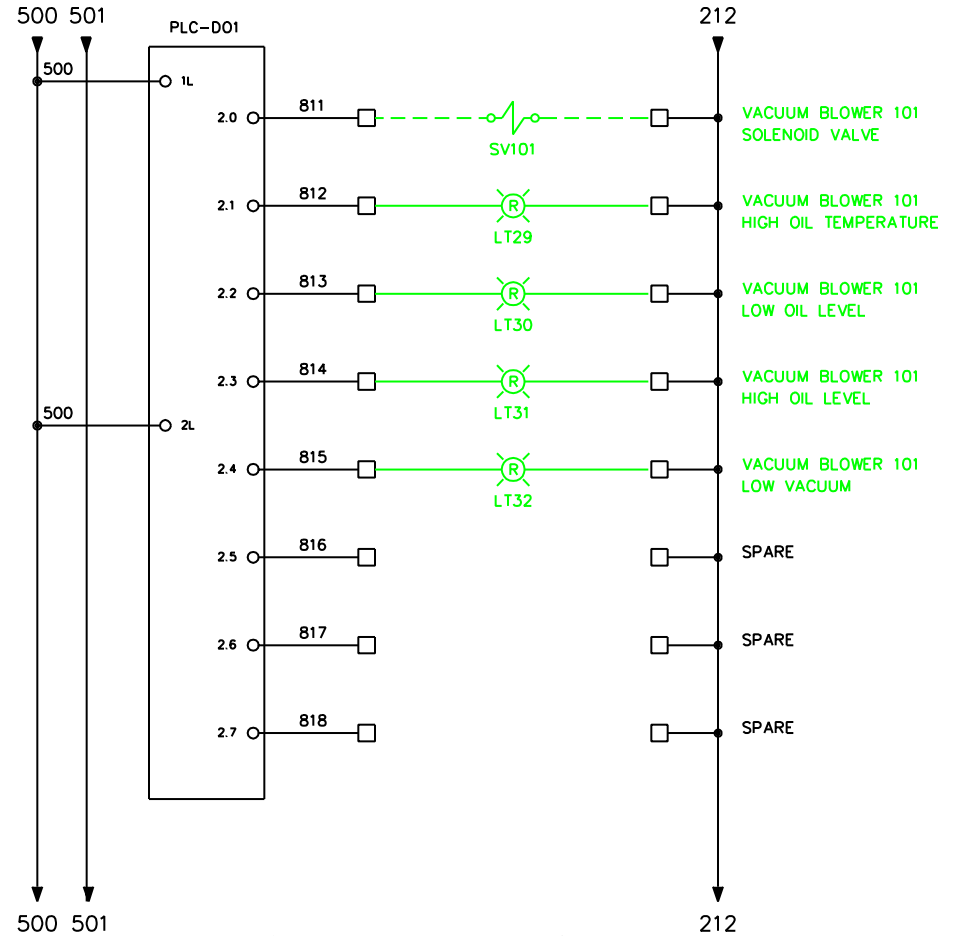 500 501
212
PLC-DO1
500
1L
2.0
811
SV101
VACUUM BLOWER 101
SOLENOID VALVE
2.1
812
R
LT29
VACUUM BLOWER 101
HIGH OIL TEMPERATURE
2.2
813
R
LT30
VACUUM BLOWER 101
LOW OIL LEVEL
2.3
814
R
LT31
VACUUM BLOWER 101
HIGH OIL LEVEL
500
2L
2.4
815
R
LT32
VACUUM BLOWER 101
LOW VACUUM
2.5
816
SPARE
2.6
817
SPARE
2.7
818
SPARE
500 501
212